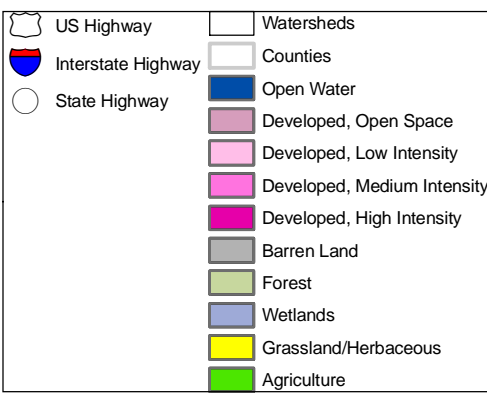 US Highway
Interstate Highway
State Highway
Watersheds
Counties
Open Water
Developed, Open Space
Developed, Low Intensity
Developed, Medium Intensity
Developed, High Intensity
Barren Land
Forest
Wetlands
Grassland/Herbaceous
Agriculture